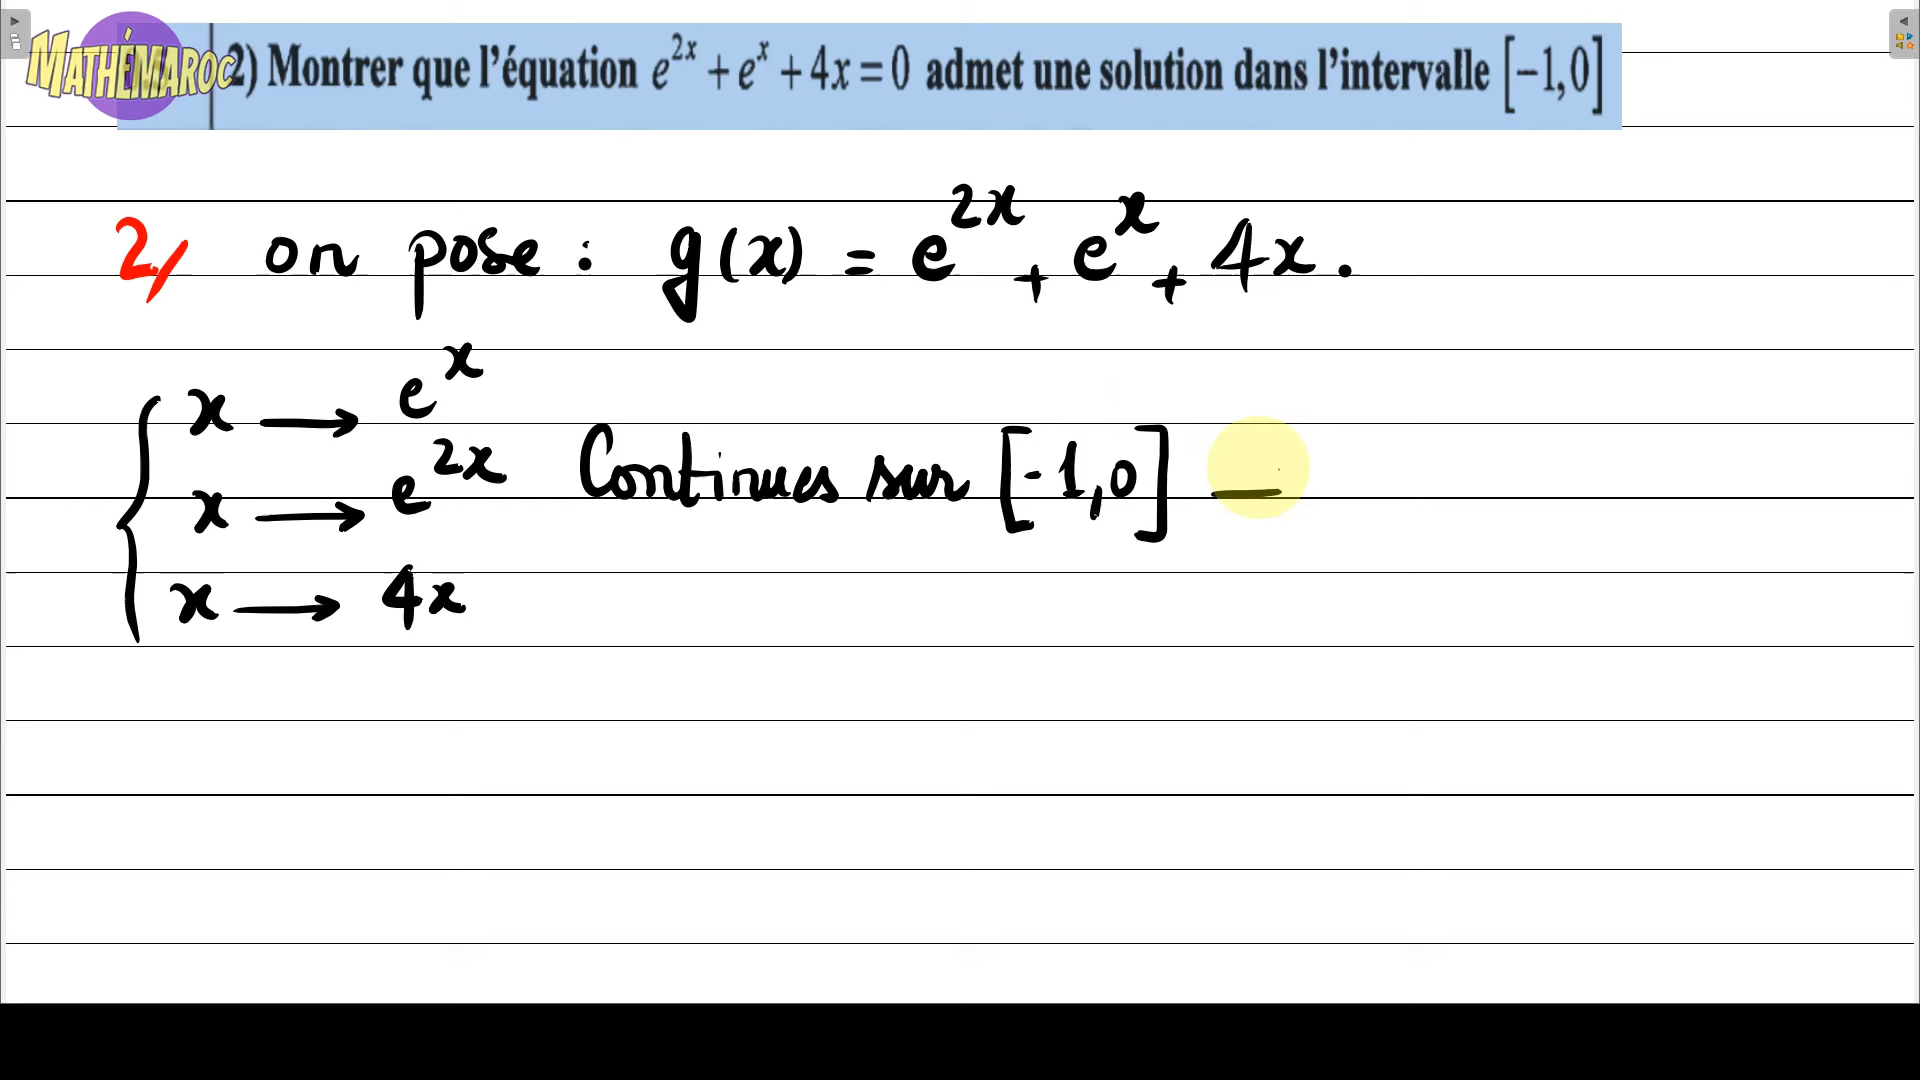 MATHÉMAROC
2) Montrer que l'équation e^{2x} + e^x + 4x = 0 admet une solution dans l'intervalle [-1,0]
2/ on pose : g(x) = e^{2x} + e^x + 4x.
x → e^x
x → e^{2x} Continues sur [-1,0]
x → 4x